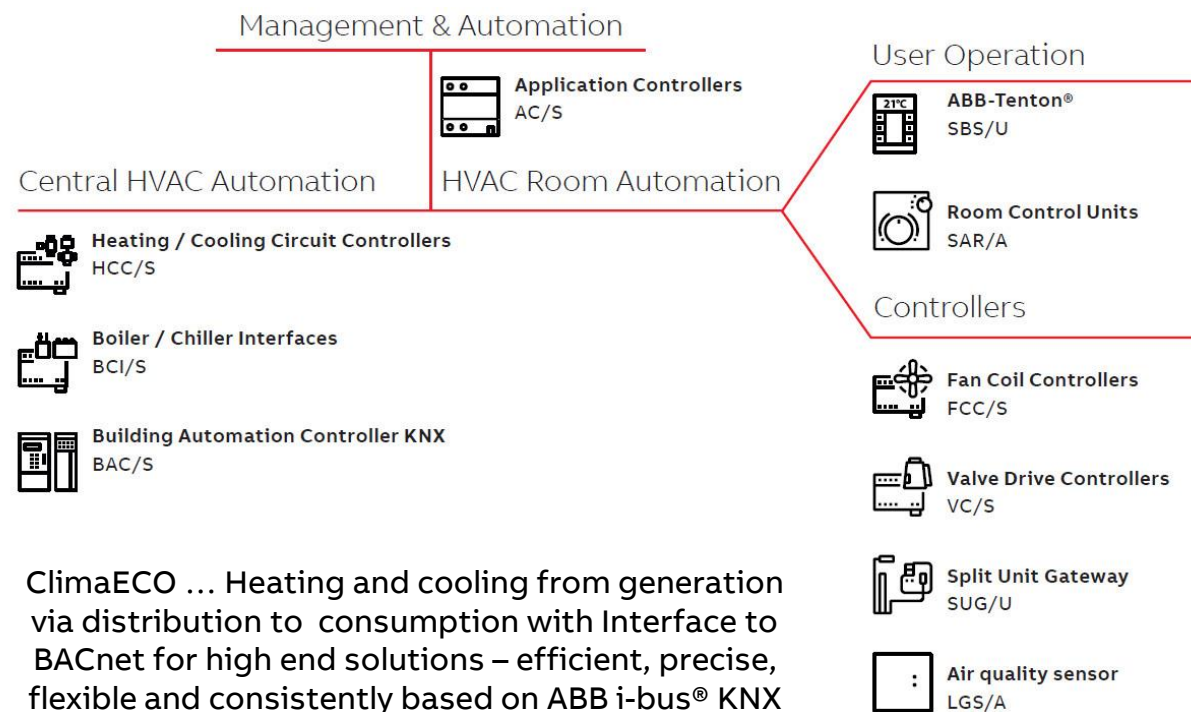 Management & Automation
Application Controllers
AC/S
Central HVAC Automation
HVAC Room Automation
Heating / Cooling Circuit Controllers
HCC/S
Boiler / Chiller Interfaces
BCI/S
Building Automation Controller KNX
BAC/S
User Operation
21°C
ABB-Tenton®
SBS/U
Room Control Units
SAR/A
Controllers
Fan Coil Controllers
FCC/S
Valve Drive Controllers
VC/S
Split Unit Gateway
SUG/U
Air quality sensor
LGS/A
ClimaECO ... Heating and cooling from generation
via distribution to consumption with Interface to
BACnet for high end solutions – efficient, precise,
flexible and consistently based on ABB i-bus® KNX